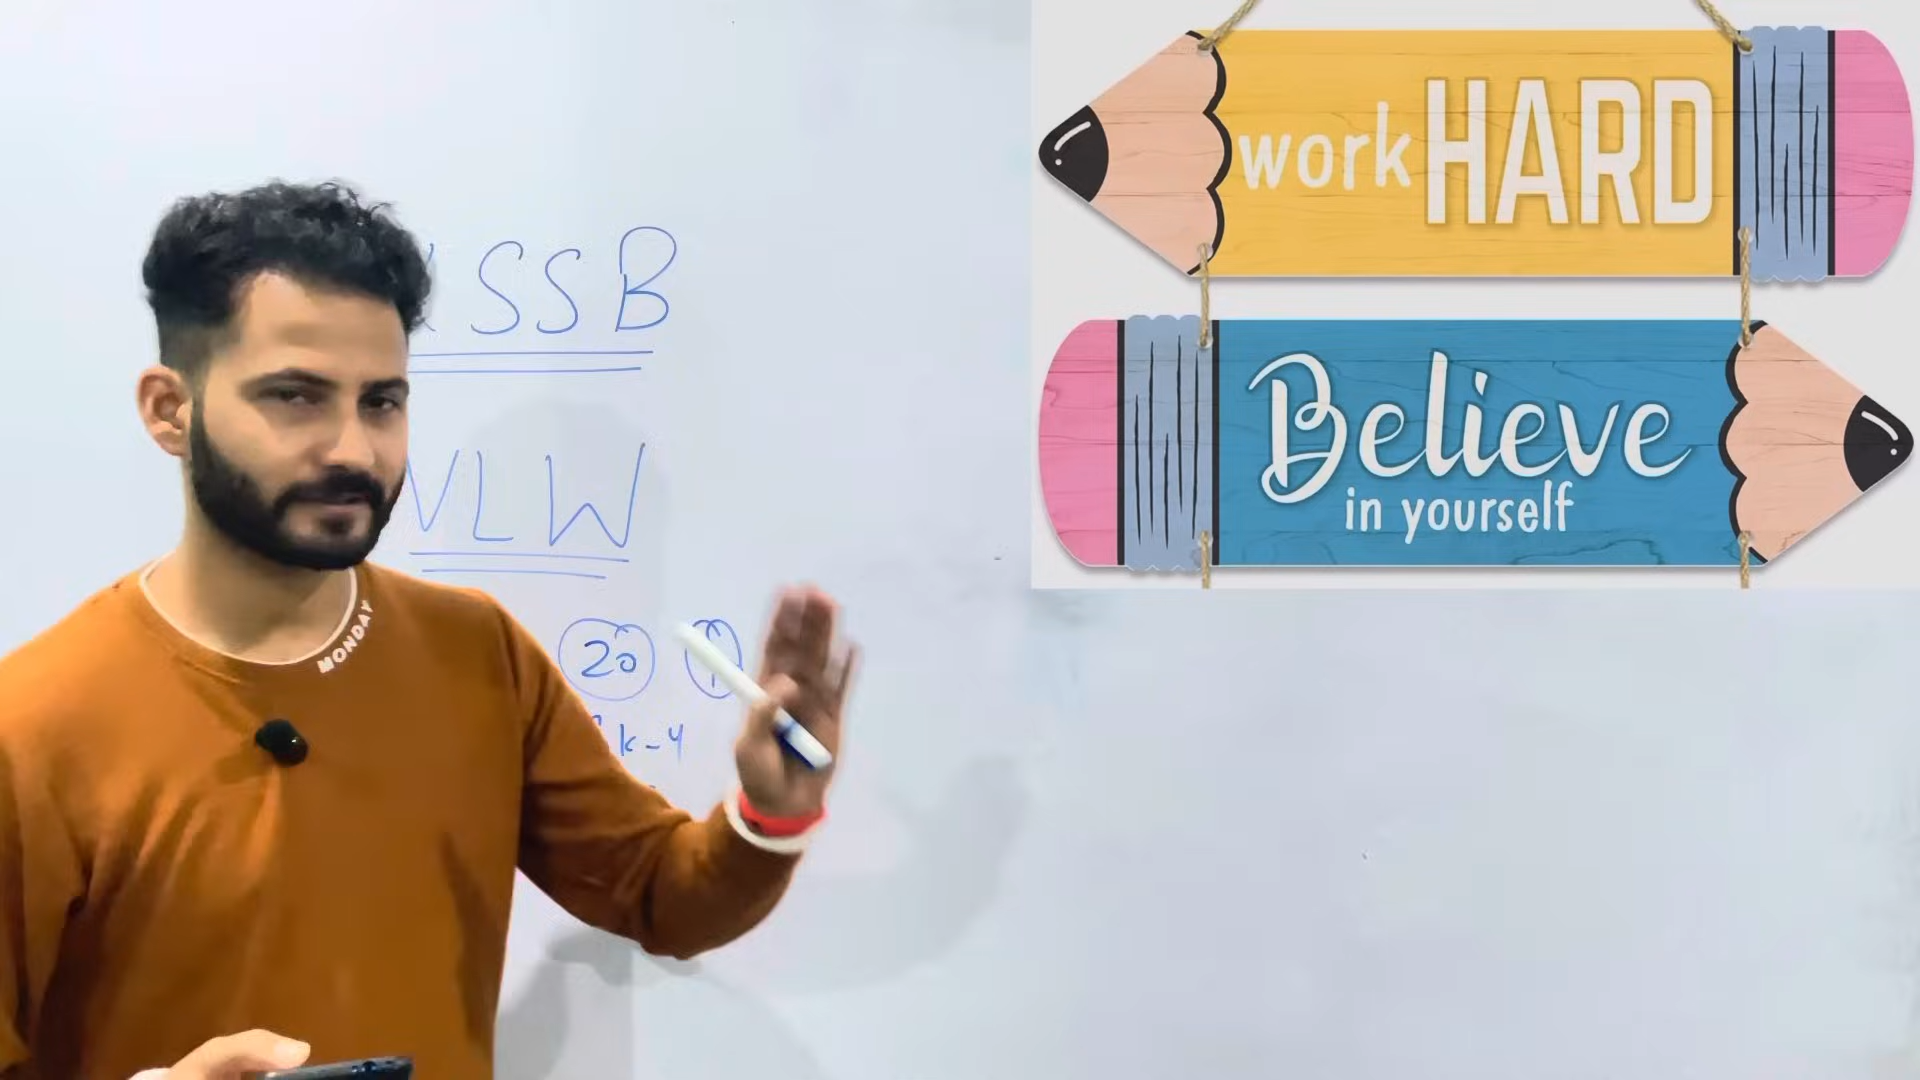 SSB
VLW
20
k-4
MONDAY
work HARD
Believe
in yourself